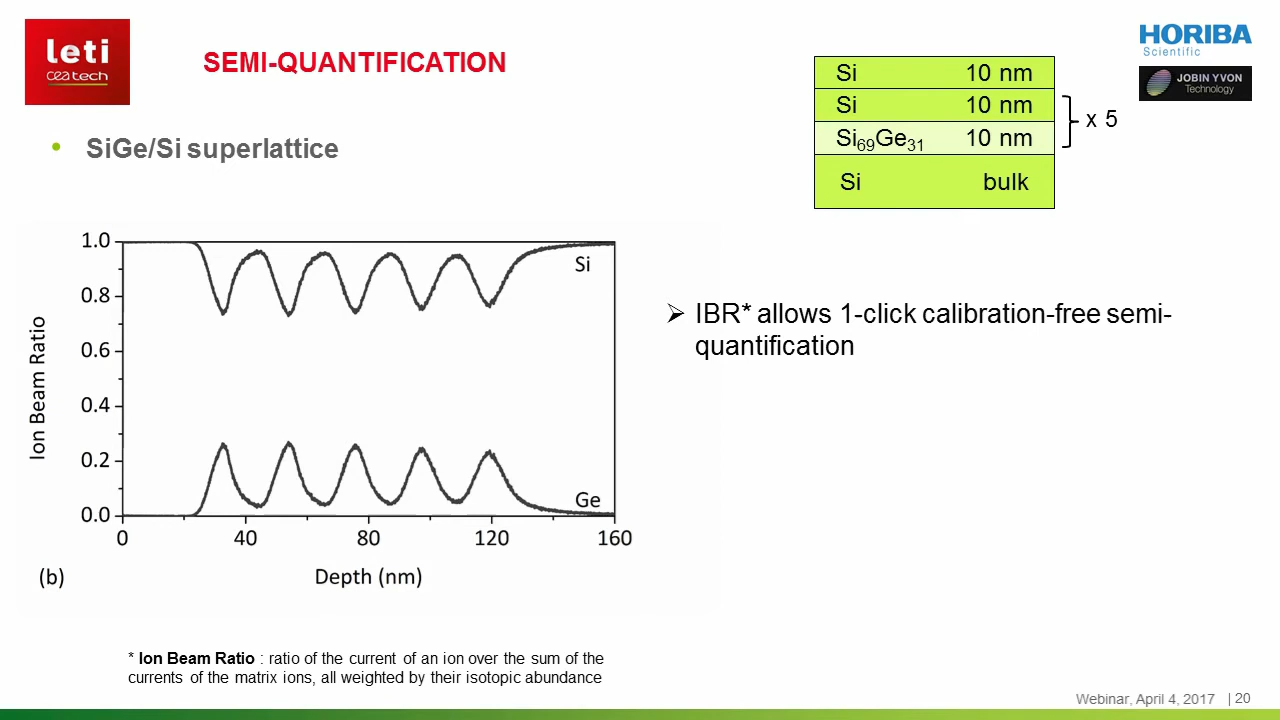 leti
ceatech
SEMI-QUANTIFICATION
HORIBA
Scientific
JOBIN YVON
Technology
Si 10 nm
Si 10 nm
Si69Ge31 10 nm
Si bulk
x 5
• SiGe/Si superlattice
1.0
0.8
0.6
0.4
0.2
0.0
Ion Beam Ratio
Si
Ge
0 40 80 120 160
(b) Depth (nm)
➢ IBR* allows 1-click calibration-free semi-
quantification
* Ion Beam Ratio : ratio of the current of an ion over the sum of the
currents of the matrix ions, all weighted by their isotopic abundance
Webinar, April 4, 2017 | 20